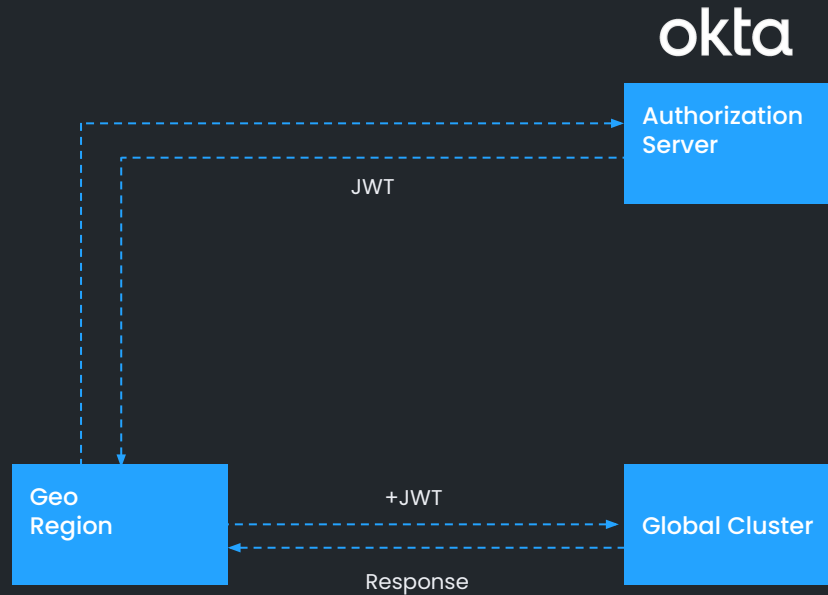 okta
Authorization
Server
JWT
Geo
Region
+JWT
Global Cluster
Response